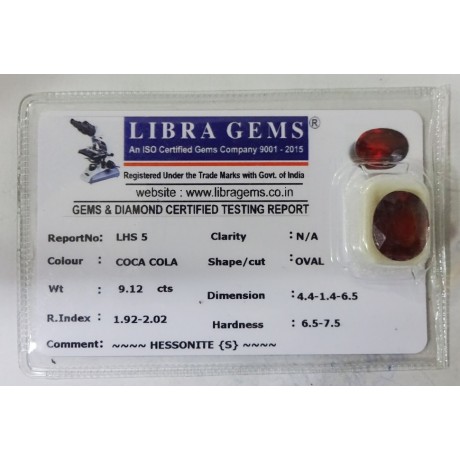 LIBRA GEMS®
An ISO Certified Gems Company 9001 - 2015
Registered Under the Trade Marks with Govt. of India
website : www.libragems.co.in
GEMS & DIAMOND CERTIFIED TESTING REPORT
ReportNo: LHS 5 Clarity : N/A
Colour : COCA COLA Shape/cut : OVAL
Wt : 9.12 cts Dimension : 4.4-1.4-6.5
R.Index : 1.92-2.02 Hardness : 6.5-7.5
Comment: ~~~~ HESSONITE {S} ~~~~